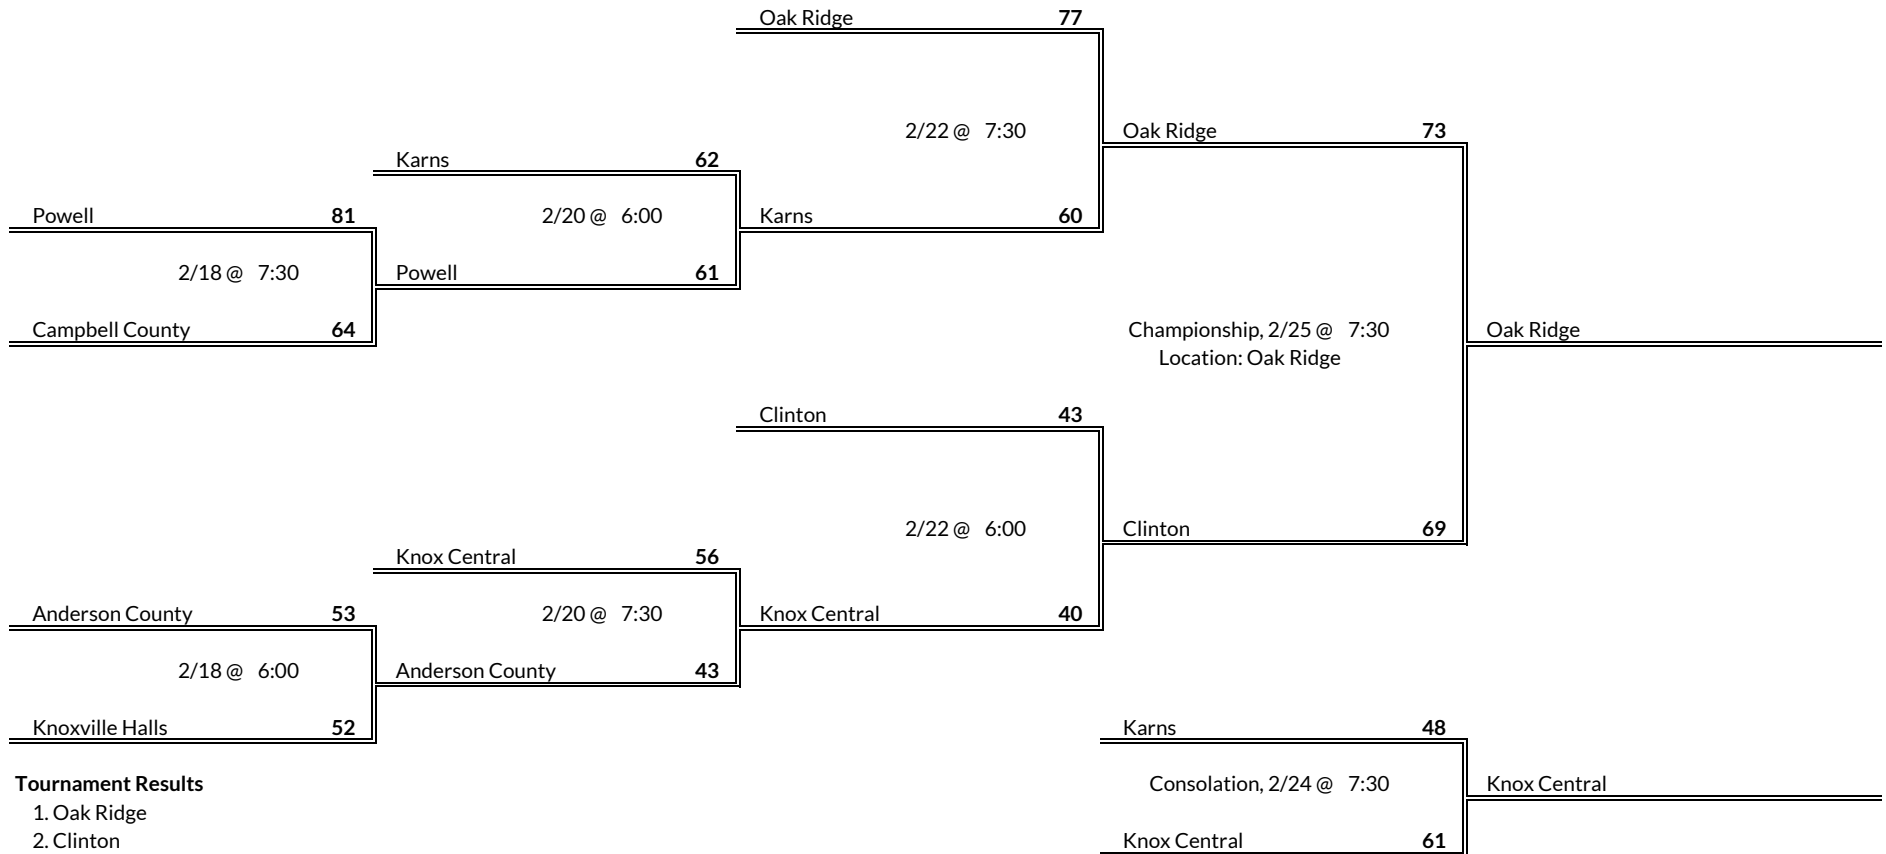 Oak Ridge 77
2/22 @ 7:30 Oak Ridge 73
Karns 62
Powell 81 2/20 @ 6:00 Karns 60
2/18 @ 7:30 Powell 61
Campbell County 64 Championship, 2/25 @ 7:30 Oak Ridge
Location: Oak Ridge
Clinton 43
2/22 @ 6:00 Clinton 69
Knox Central 56
Anderson County 53 2/20 @ 7:30 Knox Central 40
2/18 @ 6:00 Anderson County 43
Knoxville Halls 52 Karns 48
Tournament Results Consolation, 2/24 @ 7:30 Knox Central
1. Oak Ridge
2. Clinton Knox Central 61